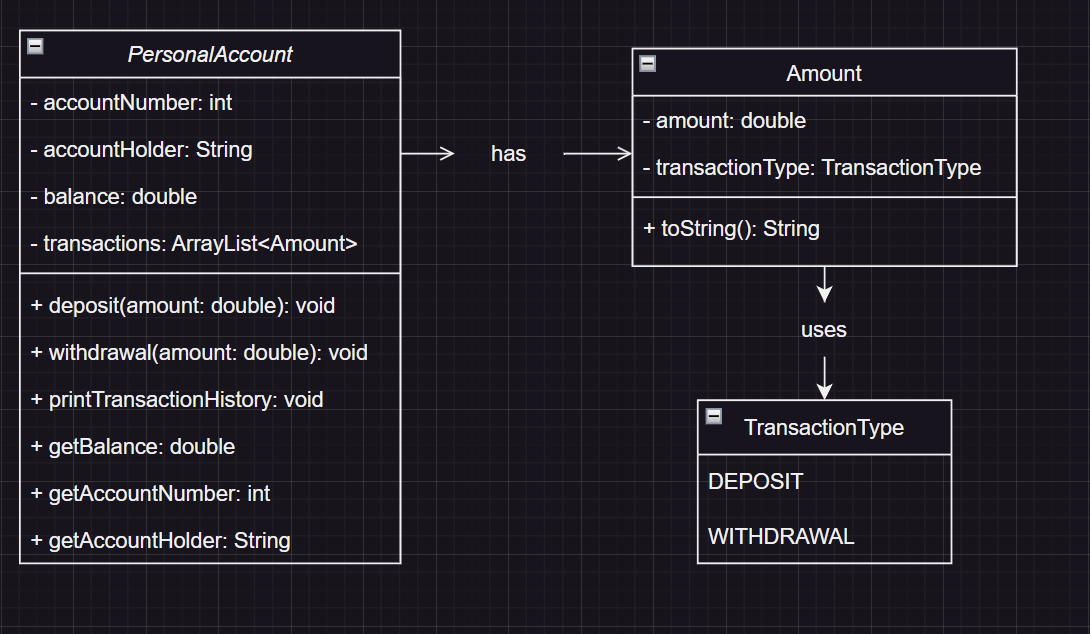 PersonalAccount
- accountNumber: int
- accountHolder: String
- balance: double
- transactions: ArrayList<Amount>
+ deposit(amount: double): void
+ withdrawal(amount: double): void
+ printTransactionHistory: void
+ getBalance: double
+ getAccountNumber: int
+ getAccountHolder: String
has
Amount
- amount: double
- transactionType: TransactionType
+ toString(): String
uses
TransactionType
DEPOSIT
WITHDRAWAL